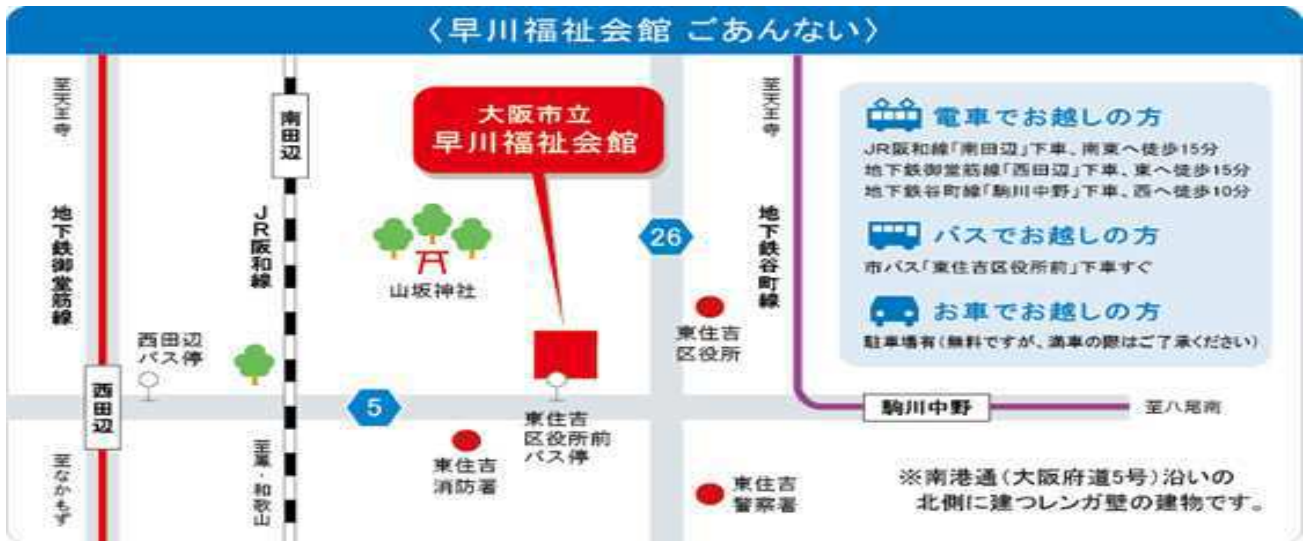 〈早川福祉会館 ごあんない〉
至天王寺
地下鉄御堂筋線
西田辺
至なかもず
西田辺
バス停
南田辺
JR阪和線
至鳳・和歌山
大阪市立
早川福祉会館
山坂神社
5
東住吉
消防署
東住吉
区役所前
バス停
26
東住吉
区役所
東住吉
警察署
至天王寺
地下鉄谷町線
駒川中野
至八尾南
電車でお越しの方
JR阪和線「南田辺」下車、南東へ徒歩15分
地下鉄御堂筋線「西田辺」下車、東へ徒歩15分
地下鉄谷町線「駒川中野」下車、西へ徒歩10分
バスでお越しの方
市バス「東住吉区役所前」下車すぐ
お車でお越しの方
駐車場有(無料ですが、満車の際はご了承ください)
※南港通(大阪府道5号)沿いの
北側に建つレンガ壁の建物です。